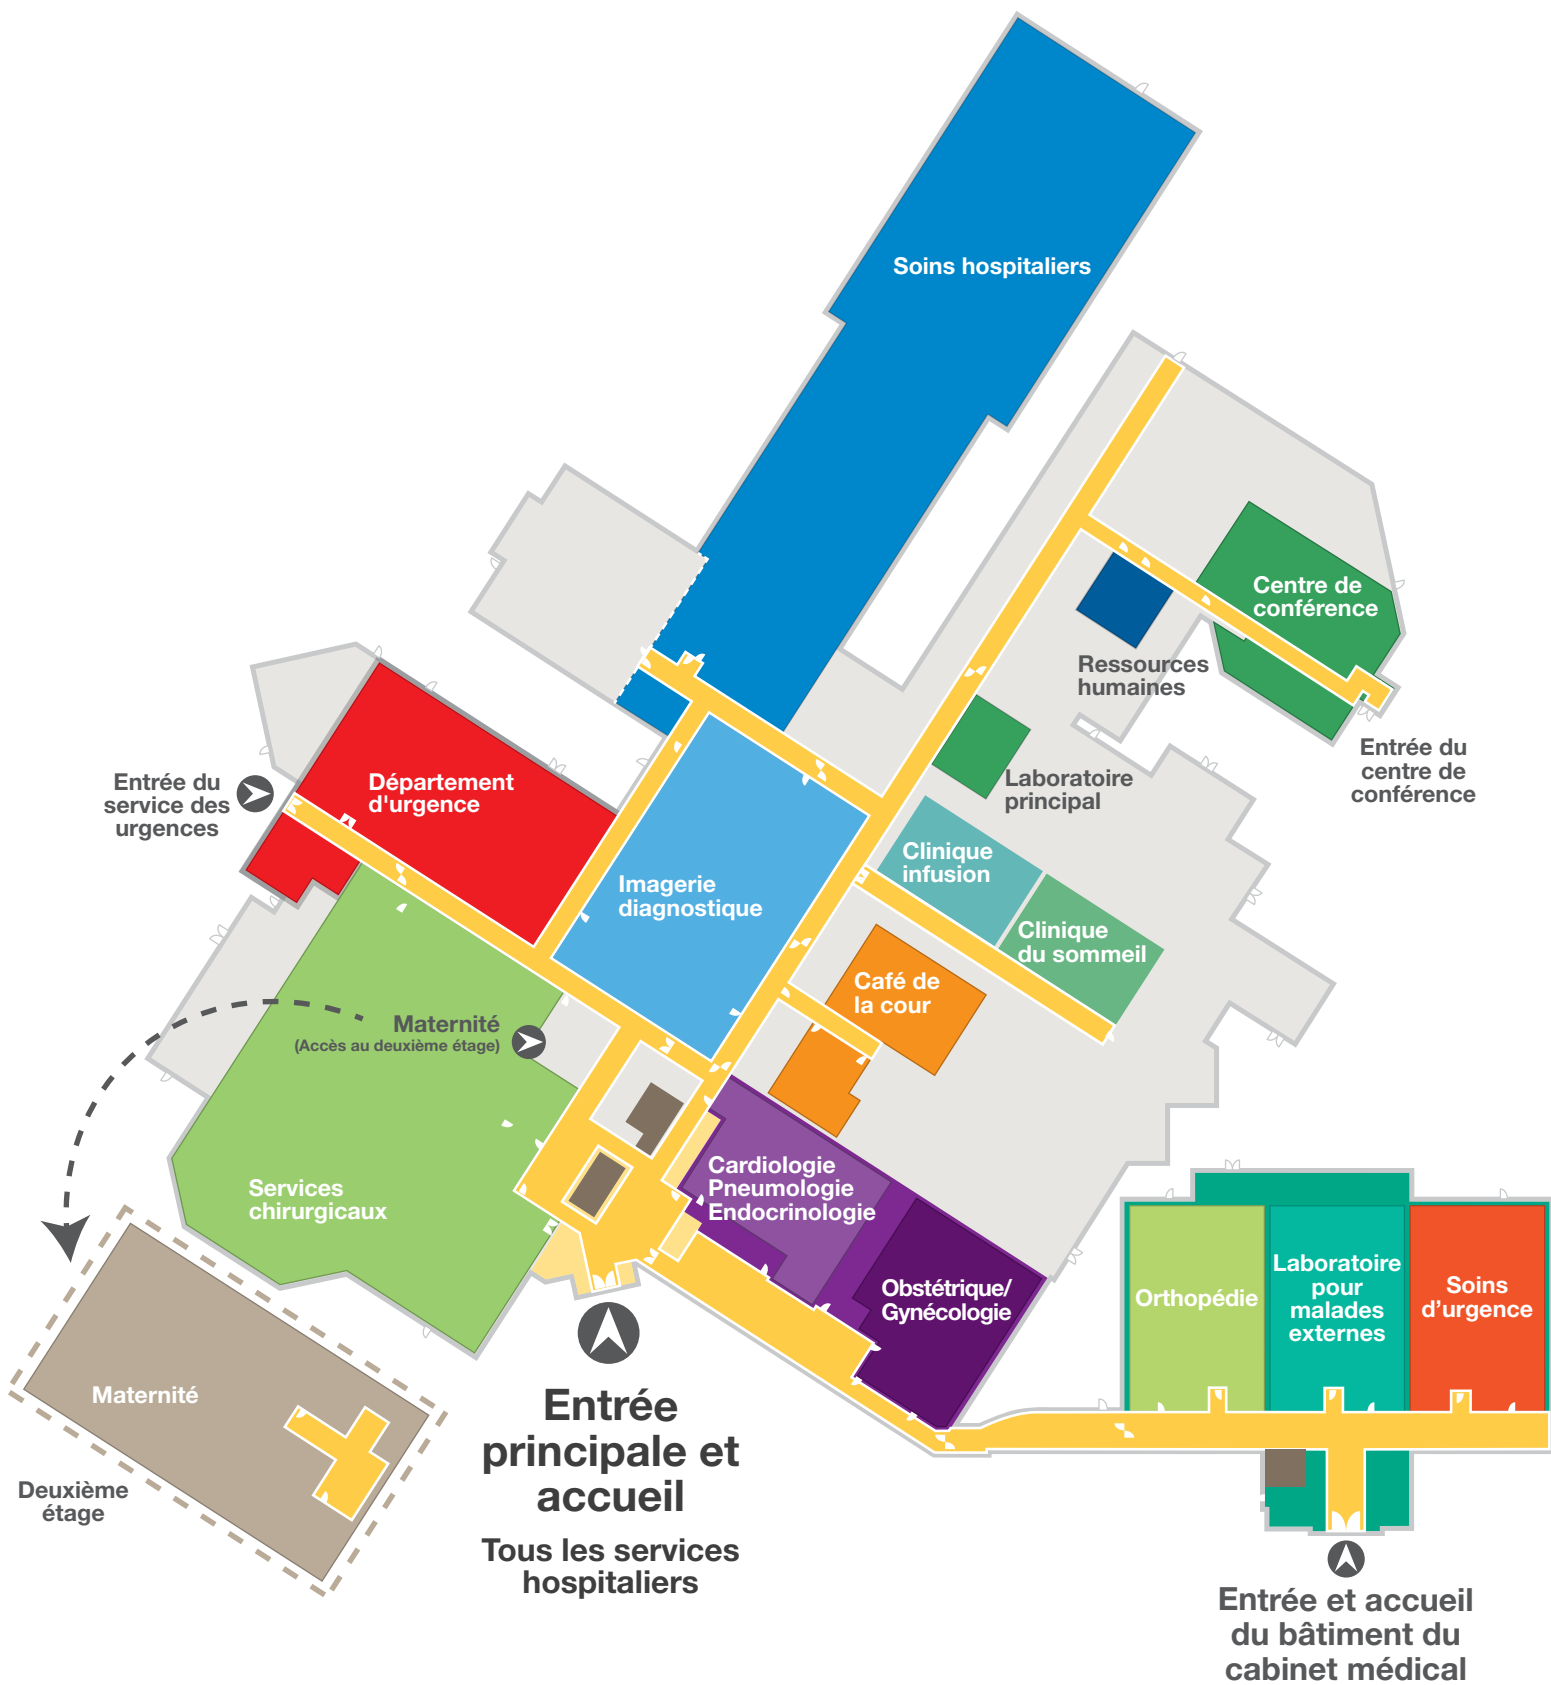 Soins hospitaliers
Centre de
conférence
Ressources
humaines
Entrée du
centre de
conférence
Laboratoire
principal
Entrée du
service des
urgences
Département
d'urgence
Imagerie
diagnostique
Clinique
infusion
Clinique
du sommeil
Café de
la cour
Maternité
(Accès au deuxième étage)
Services
chirurgicaux
Cardiologie
Pneumologie
Endocrinologie
Obstétrique/
Gynécologie
Orthopédie
Laboratoire
pour
malades
externes
Soins
d’urgence
Maternité
Deuxième
étage
Entrée
principale et
accueil
Tous les services
hospitaliers
Entrée et accueil
du bâtiment du
cabinet médical